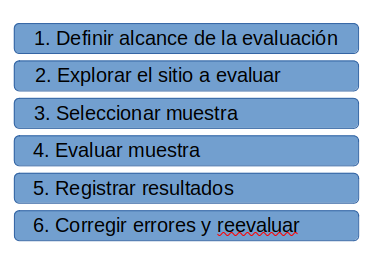 1. Definir alcance de la evaluación
2. Explorar el sitio a evaluar
3. Seleccionar muestra
4. Evaluar muestra
5. Registrar resultados
6. Corregir errores y reevaluar